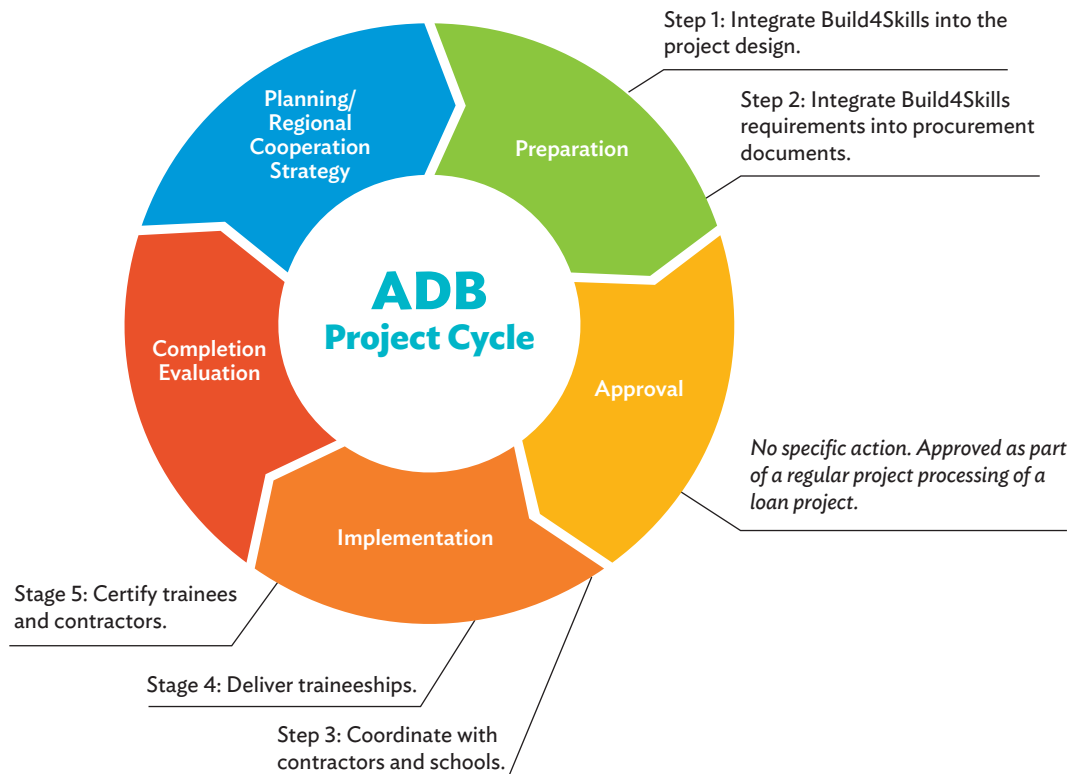 Step 1: Integrate Build4Skills into the
project design.
Step 2: Integrate Build4Skills
requirements into procurement
documents.
Planning/
Regional
Cooperation
Strategy
Preparation
ADB
Project Cycle
Completion
Evaluation
Approval
No specific action. Approved as part
of a regular project processing of a
loan project.
Implementation
Stage 5: Certify trainees
and contractors.
Stage 4: Deliver traineeships.
Step 3: Coordinate with
contractors and schools.